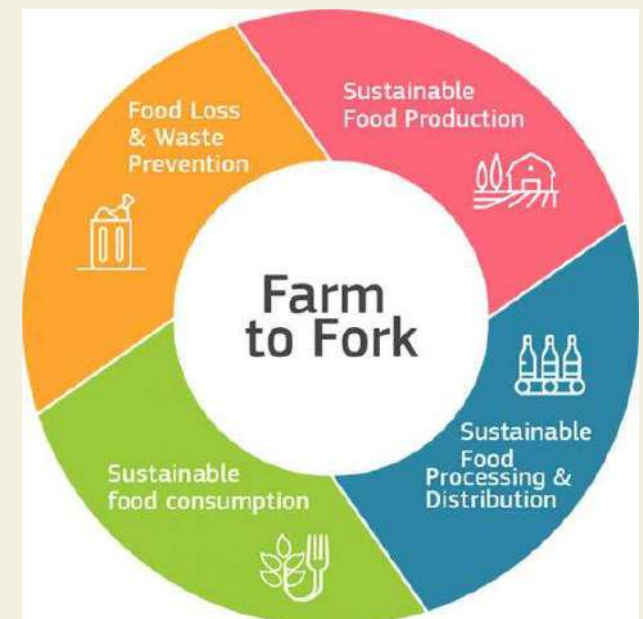 Food Loss
& Waste
Prevention
Sustainable
Food Production
Farm
to Fork
Sustainable
Food
Processing &
Distribution
Sustainable
food consumption